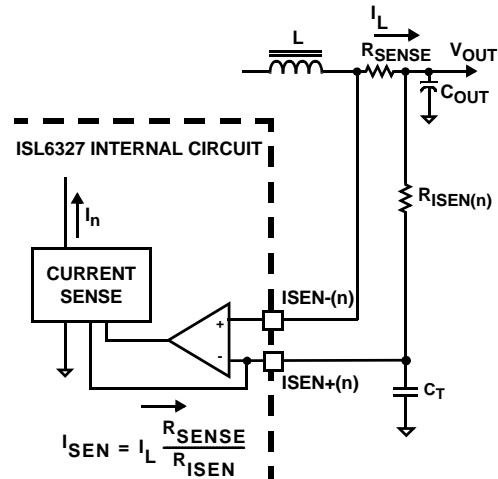 I_L
L
R_SENSE
V_OUT
C_OUT
ISL6327 INTERNAL CIRCUIT
I_n
R_ISEN(n)
CURRENT
SENSE
ISEN-(n)
+
-
ISEN+(n)
C_T
I_SEN = I_L R_SENSE
R_ISEN